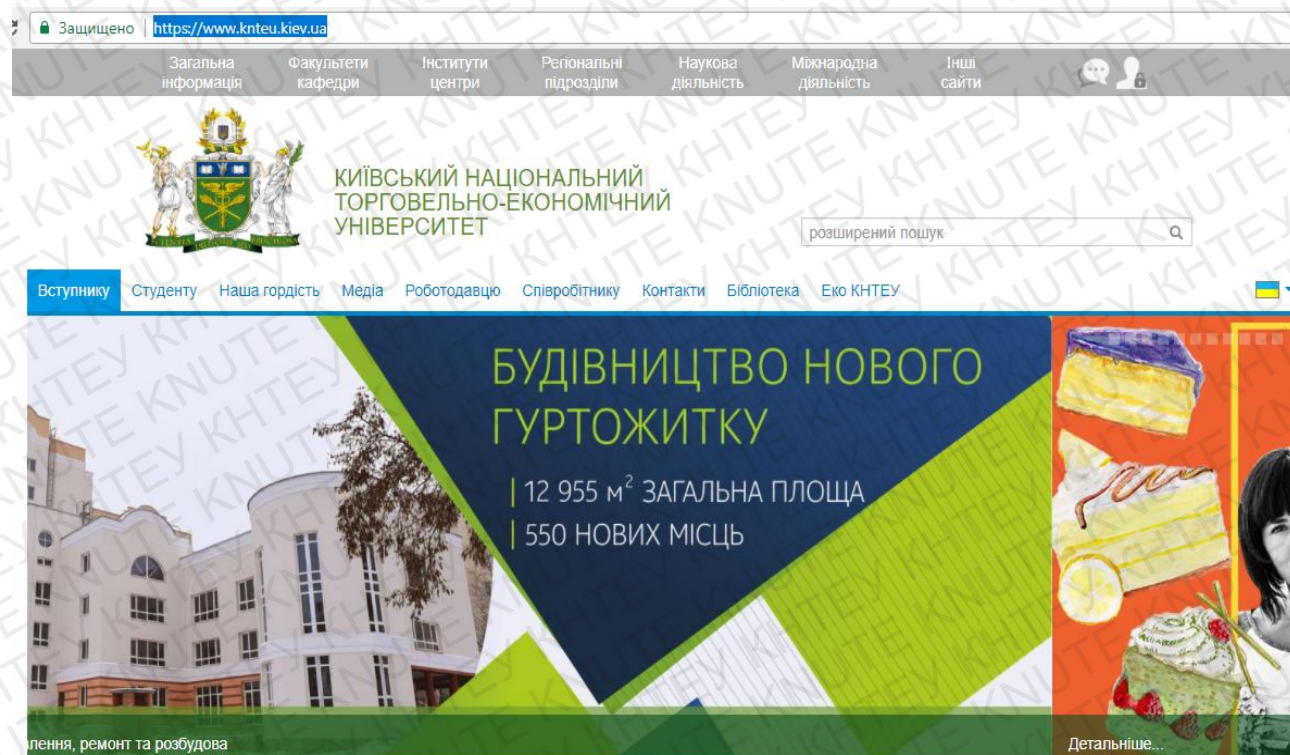 Защищено | https://www.knteu.kiev.ua
Загальна інформація
Факультети кафедри
Інститути центри
Регіональні підрозділи
Наукова діяльність
Міжнародна діяльність
Інші сайти
КИЇВСЬКИЙ НАЦІОНАЛЬНИЙ
ТОРГОВЕЛЬНО-ЕКОНОМІЧНИЙ
УНІВЕРСИТЕТ
розширений пошук
Вступнику Студенту Наша гордість Медіа Роботодавцю Співробітнику Контакти Бібліотека Еко КНТЕУ
БУДІВНИЦТВО НОВОГО
ГУРТОЖИТКУ
12 955 м² ЗАГАЛЬНА ПЛОЩА
550 НОВИХ МІСЦЬ
ремонт та розбудова
Детальніше...